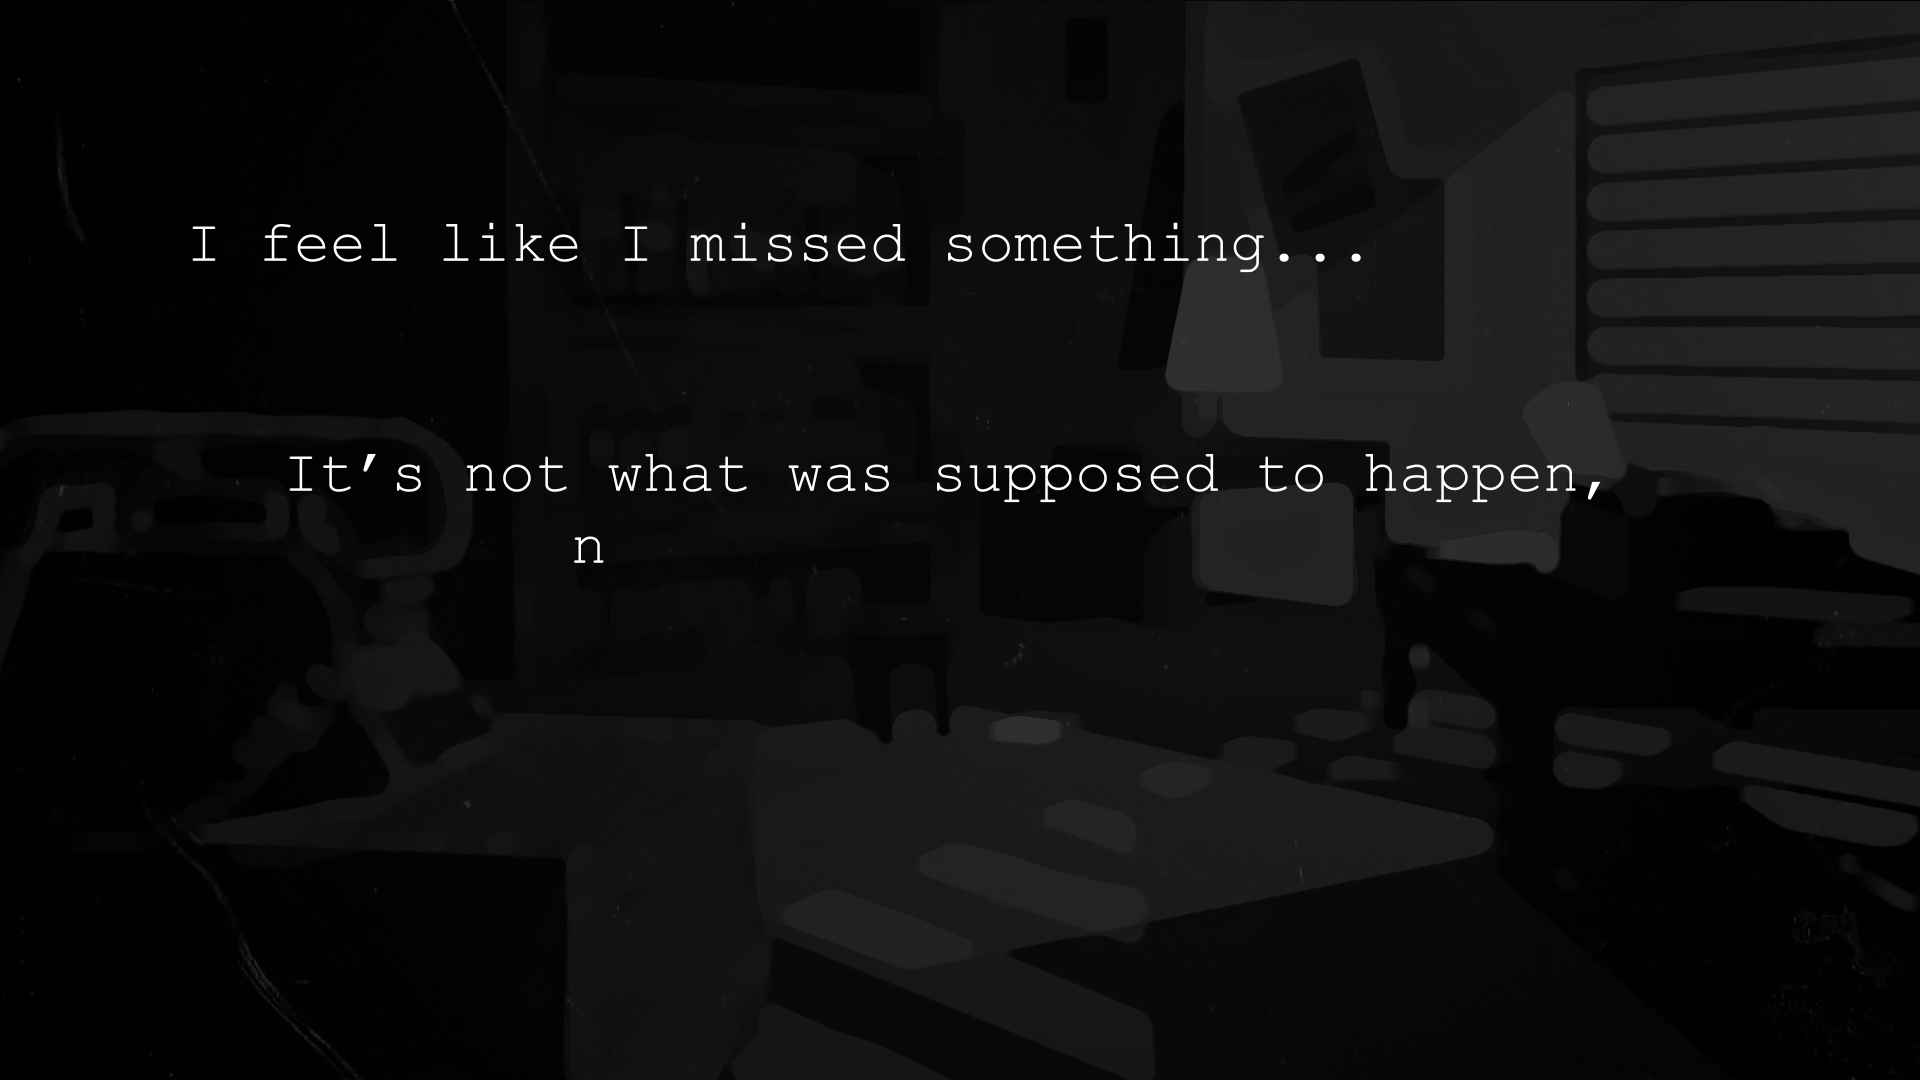 I feel like I missed something...
It’s not what was supposed to happen,
n